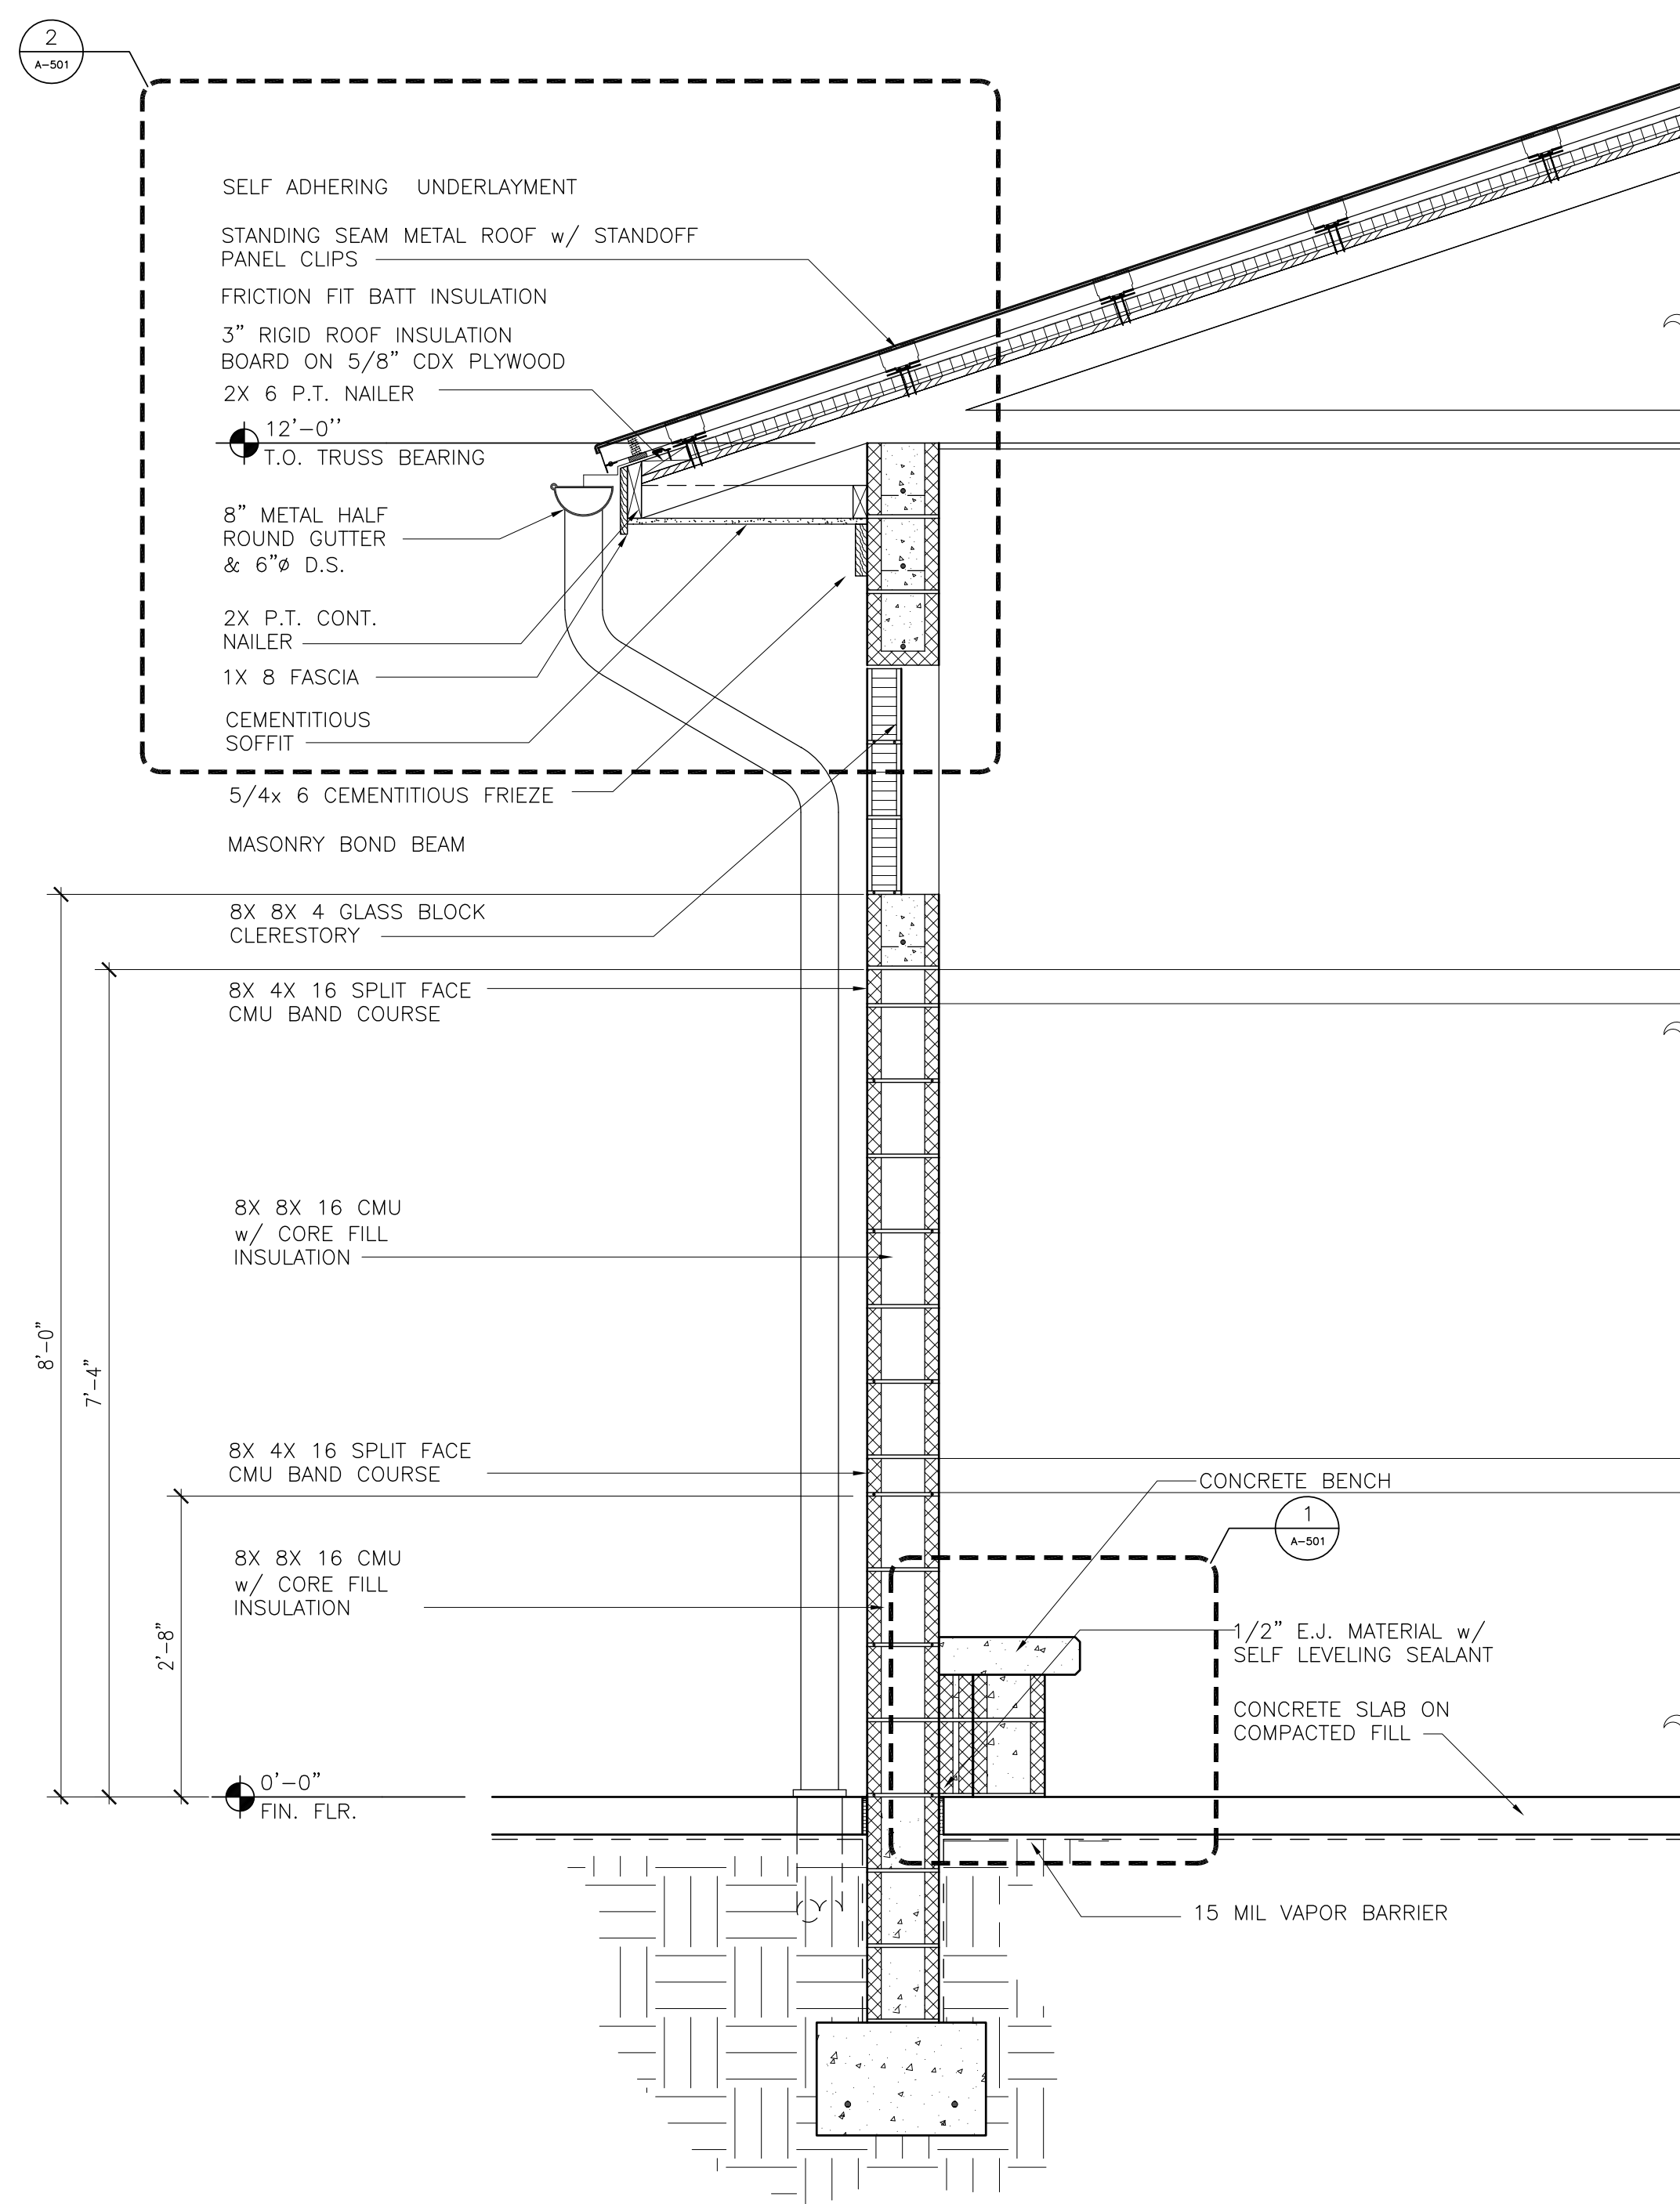 2
A-501
SELF ADHERING UNDERLAYMENT
STANDING SEAM METAL ROOF w/ STANDOFF
PANEL CLIPS
FRICTION FIT BATT INSULATION
3" RIGID ROOF INSULATION
BOARD ON 5/8" CDX PLYWOOD
2X 6 P.T. NAILER
12'-0''
T.O. TRUSS BEARING
8" METAL HALF
ROUND GUTTER
& 6"ø D.S.
2X P.T. CONT.
NAILER
1X 8 FASCIA
CEMENTITIOUS
SOFFIT
5/4x 6 CEMENTITIOUS FRIEZE
MASONRY BOND BEAM
8X 8X 4 GLASS BLOCK
CLERESTORY
8X 4X 16 SPLIT FACE
CMU BAND COURSE
8X 8X 16 CMU
w/ CORE FILL
INSULATION
8'-0"
7'-4"
8X 4X 16 SPLIT FACE
CMU BAND COURSE
CONCRETE BENCH
1
A-501
8X 8X 16 CMU
w/ CORE FILL
INSULATION
2'-8"
1/2" E.J. MATERIAL w/
SELF LEVELING SEALANT
CONCRETE SLAB ON
COMPACTED FILL
0'-0"
FIN. FLR.
15 MIL VAPOR BARRIER